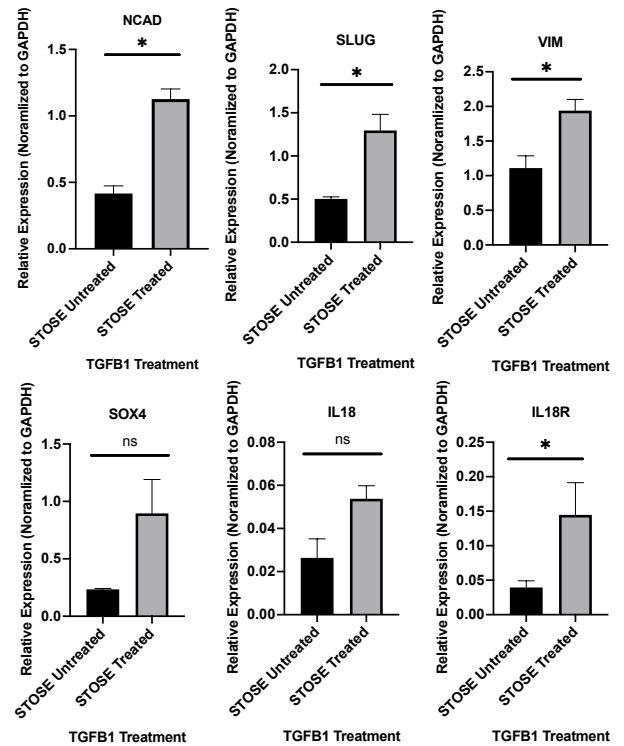 NCAD
*
Relative Expression (Noramlized to GAPDH)
1.5
1.0
0.5
0.0
STOSE Untreated
STOSE Treated
TGFB1 Treatment
SLUG
*
Relative Expression (Noramlized to GAPDH)
2.0
1.5
1.0
0.5
0.0
STOSE Untreated
STOSE Treated
TGFB1 Treatment
VIM
*
Relative Expression (Noramlized to GAPDH)
2.5
2.0
1.5
1.0
0.5
0.0
STOSE Untreated
STOSE Treated
TGFB1 Treatment
SOX4
ns
Relative Expression (Noramlized to GAPDH)
1.5
1.0
0.5
0.0
STOSE Untreated
STOSE Treated
TGFB1 Treatment
IL18
ns
Relative Expression (Noramlized to GAPDH)
0.08
0.06
0.04
0.02
0.00
STOSE Untreated
STOSE Treated
TGFB1 Treatment
IL18R
*
Relative Expression (Noramlized to GAPDH)
0.25
0.20
0.15
0.10
0.05
0.00
STOSE Untreated
STOSE Treated
TGFB1 Treatment